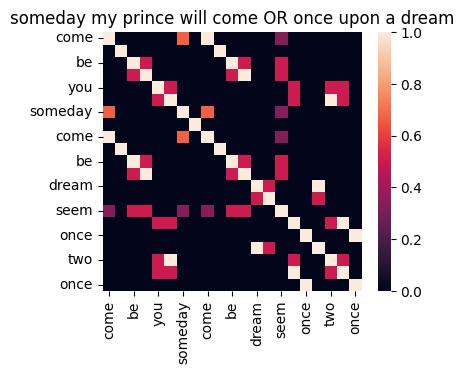 someday my prince will come OR once upon a dream
come
be
you
someday
come
be
dream
seem
once
two
once
1.0
0.8
0.6
0.4
0.2
0.0
come
be
you
someday
come
be
dream
seem
once
two
once